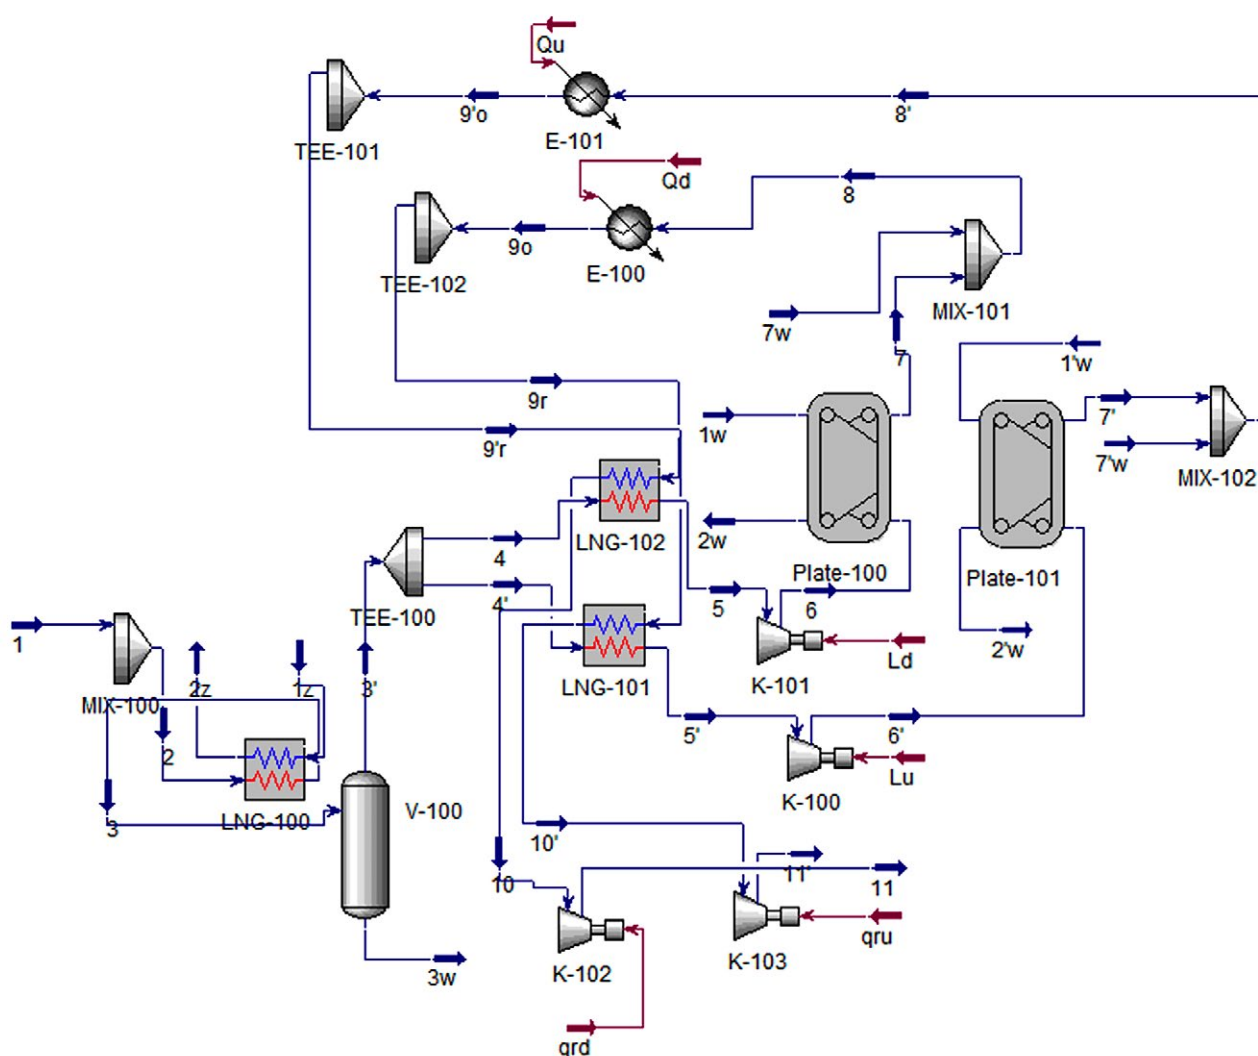 Qu
9'o
8'
E-101
TEE-101
Qd
8
9o
E-100
TEE-102
7w
MIX-101
7
1'w
9r
7'
1w
9'r
7'w
MIX-102
LNG-102
2w
4
Plate-100
Plate-101
TEE-100
4'
5
6
1
Ld
2'w
2z
1z
3'
LNG-101
K-101
MIX-100
5'
6'
2
Lu
K-100
V-100
LNG-100
3
10'
11'
10
11
qru
K-102
K-103
3w
qrd